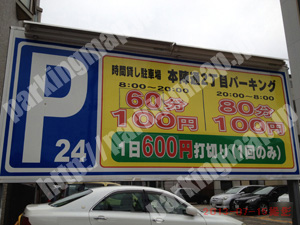 P 24
時間貸し駐車場 本陣通2丁目パーキング
8:00~20:00 20:00~8:00
60分 80分
100円 100円
1日600円打切り(1回のみ)